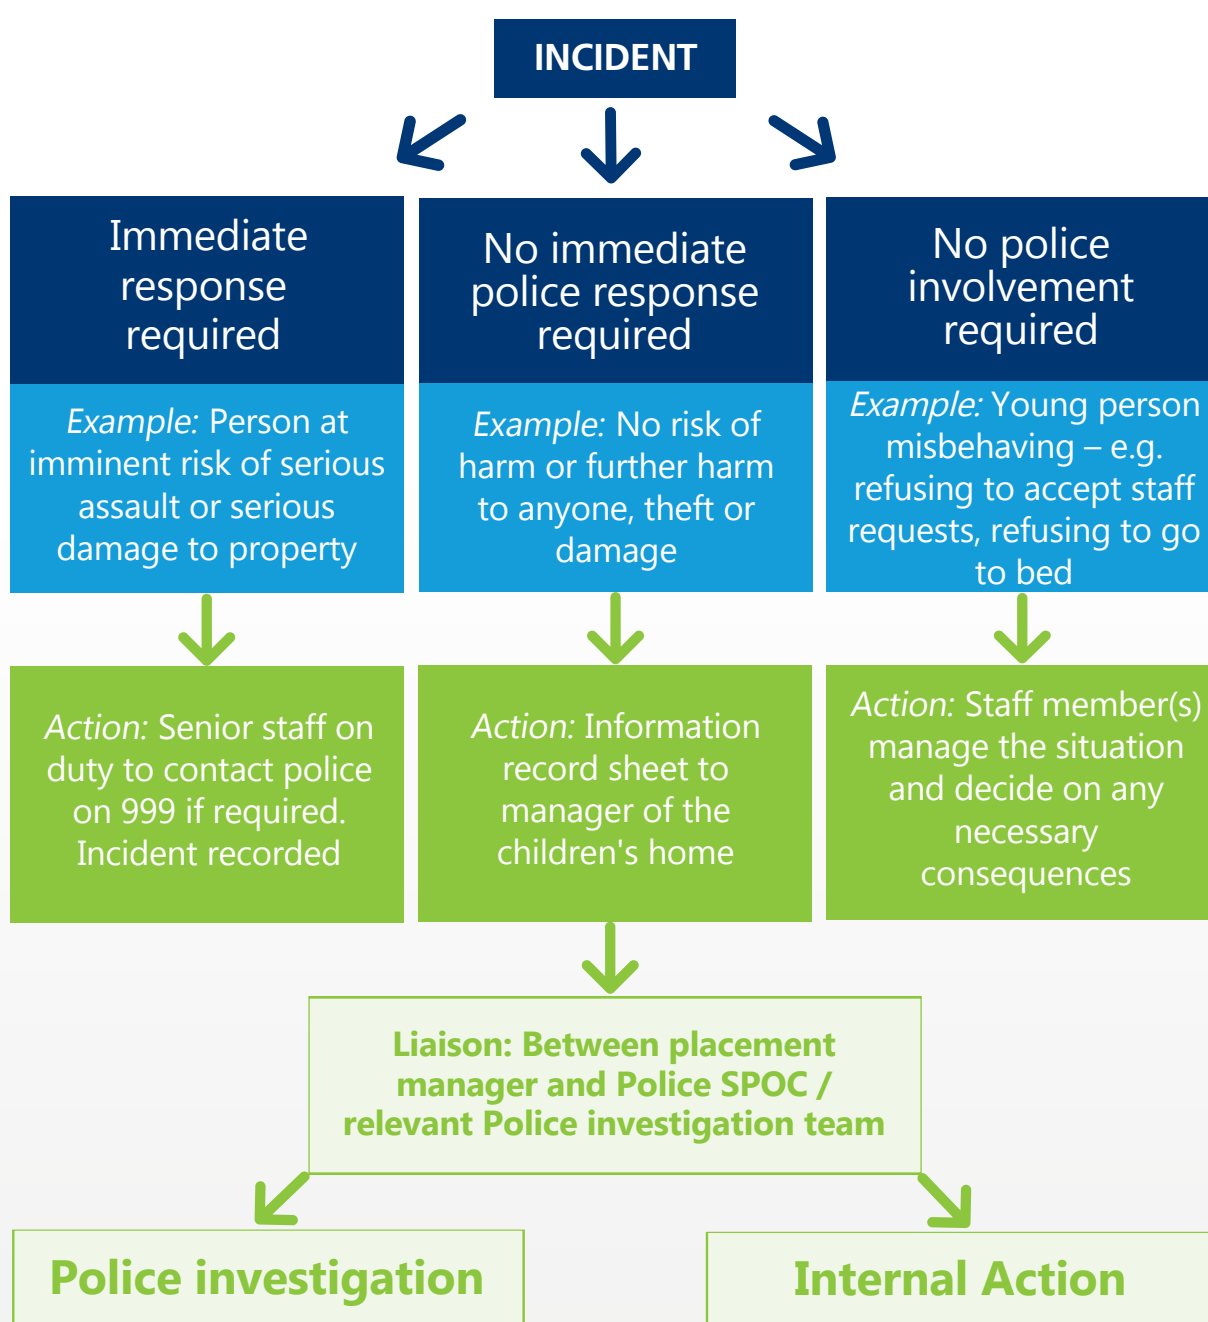 INCIDENT
Immediate
response
required
No immediate
police response
required
No police
involvement
required
Example: Person at
imminent risk of serious
assault or serious
damage to property
Example: No risk of
harm or further harm
to anyone, theft or
damage
Example: Young person
misbehaving – e.g.
refusing to accept staff
requests, refusing to go
to bed
Action: Senior staff on
duty to contact police
on 999 if required.
Incident recorded
Action: Information
record sheet to
manager of the
children's home
Action: Staff member(s)
manage the situation
and decide on any
necessary
consequences
Liaison: Between placement
manager and Police SPOC /
relevant Police investigation team
Police investigation
Internal Action